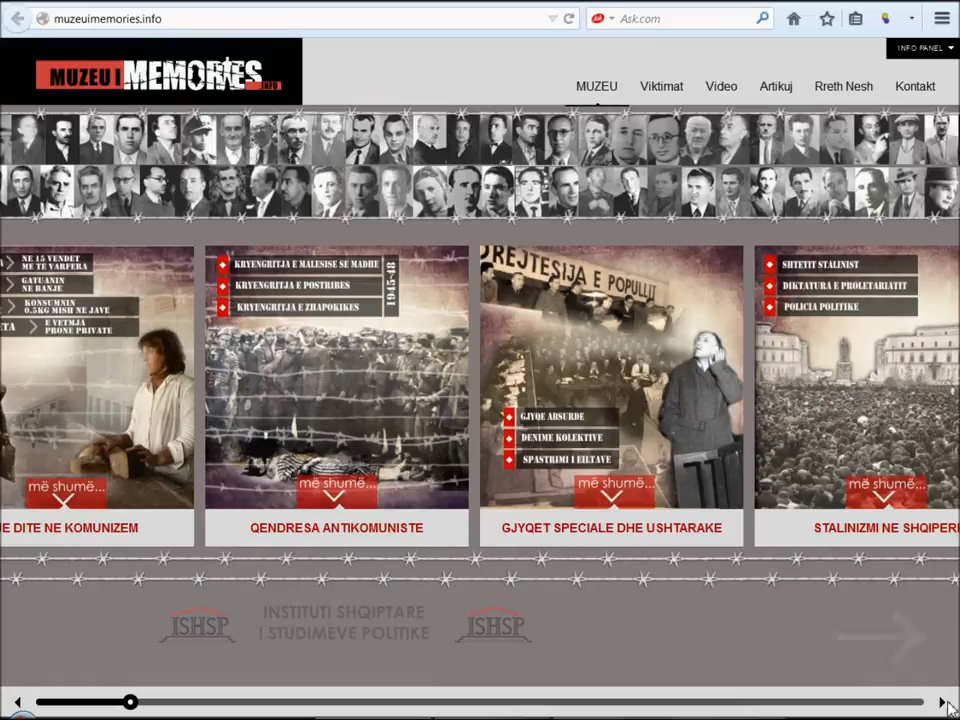 muzeuimemories.info
Ask.com
INFO PANEL
MUZEU I MEMORIES .INFO
MUZEU Viktimat Video Artikuj Rreth Nesh Kontakt
NE 15 VENDET
ME TE VARFERA
GATUANIN
NE BANJE
KONSUMNIN
0.5KG MISH NE JAVE
E VETMJA
PRONE PRIVATE
më shumë...
JE DITE NE KOMUNIZEM
KRYENGRITJA E MALESISE SE MADHE
KRYENGRITJA E POSTRIBES
KRYENGRITJA E ZHAPOKIKES
1945-48
më shumë...
QENDRESA ANTIKOMUNISTE
DREJTESIJA E POPULLIT
GJYQE ABSURDE
DENIME KOLEKTIVE
SPASTRIMI I ELITAVE
më shumë...
GJYQET SPECIALE DHE USHTARAKE
SHTETIT STALINIST
DIKTATURA E PROLETARIATIT
POLICIA POLITIKE
më shumë...
STALINIZMI NE SHQIPERI
ISHSP
INSTITUTI SHQIPTARE
I STUDIMEVE POLITIKE
ISHSP